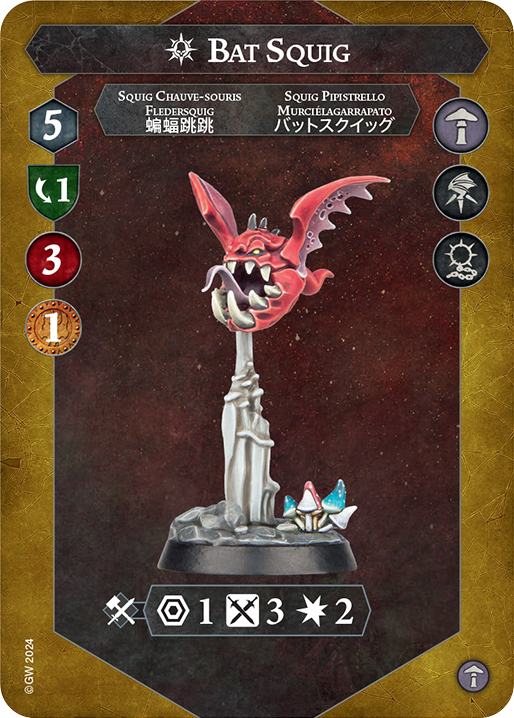 BAT SQUIG
SQUIG CHAUVE-SOURIS
FLEDERSQUIG
蝙蝠跳跳
SQUIG PIPISTRELLO
MURCIÉLAGARRAPATO
バットスクイッグ
5
1
3
1
1 3 2
©GW 2024